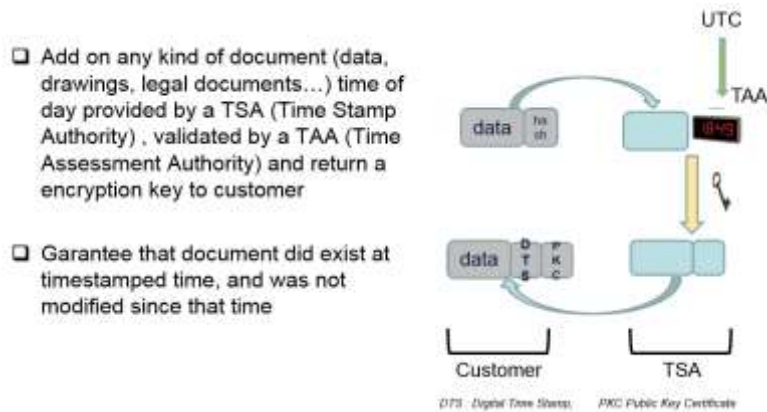 ❑ Add on any kind of document (data,
drawings, legal documents…) time of
day provided by a TSA (Time Stamp
Authority) , validated by a TAA (Time
Assessment Authority) and return a
encryption key to customer
❑ Garantee that document did exist at
timestamped time, and was not
modified since that time
UTC
TAA
data
ha
sh
data
D
T
S
P
K
C
Customer
TSA
DTS : Digital Time Stamp,
PKC Public Key Certificate